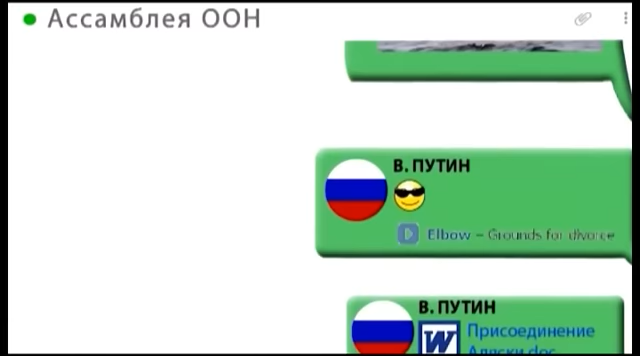 Ассамблея ООН
В. ПУТИН
Elbow – Grounds for divorce
В. ПУТИН
W Присоединение
Аляски.doc